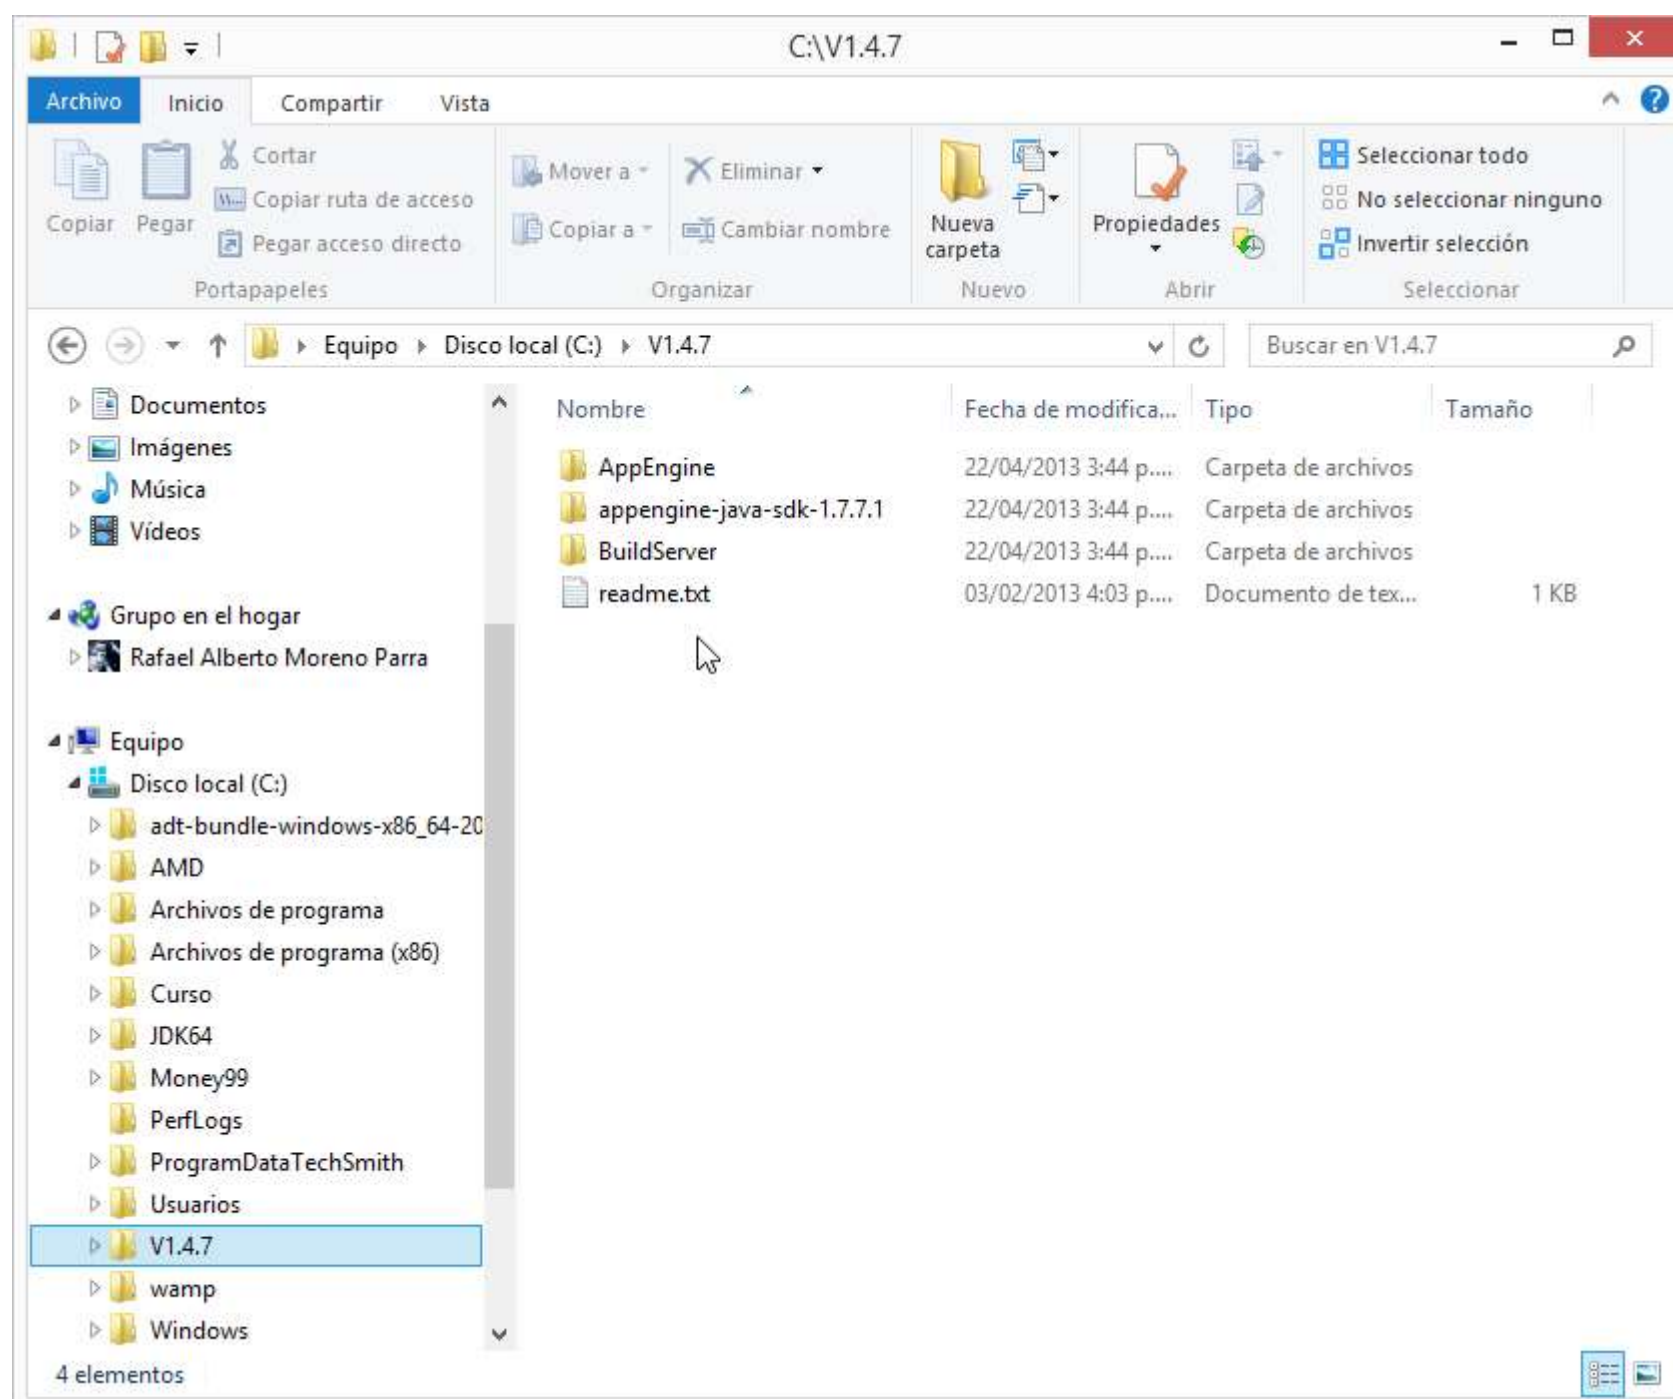 C:\V1.4.7
Archivo Inicio Compartir Vista
Copiar
Pegar
Cortar
Copiar ruta de acceso
Pegar acceso directo
Portapapeles
Mover a
Copiar a
Eliminar
Cambiar nombre
Organizar
Nueva
carpeta
Nuevo
Propiedades
Abrir
Seleccionar todo
No seleccionar ninguno
Invertir selección
Seleccionar
Equipo Disco local (C:) V1.4.7
Buscar en V1.4.7
Documentos
Imágenes
Música
Vídeos
Grupo en el hogar
Rafael Alberto Moreno Parra
Equipo
Disco local (C:)
adt-bundle-windows-x86_64-20
AMD
Archivos de programa
Archivos de programa (x86)
Curso
JDK64
Money99
PerfLogs
ProgramDataTechSmith
Usuarios
V1.4.7
wamp
Windows
Nombre Fecha de modifica... Tipo Tamaño
AppEngine 22/04/2013 3:44 p.... Carpeta de archivos
appengine-java-sdk-1.7.7.1 22/04/2013 3:44 p.... Carpeta de archivos
BuildServer 22/04/2013 3:44 p.... Carpeta de archivos
readme.txt 03/02/2013 4:03 p.... Documento de tex... 1 KB
4 elementos